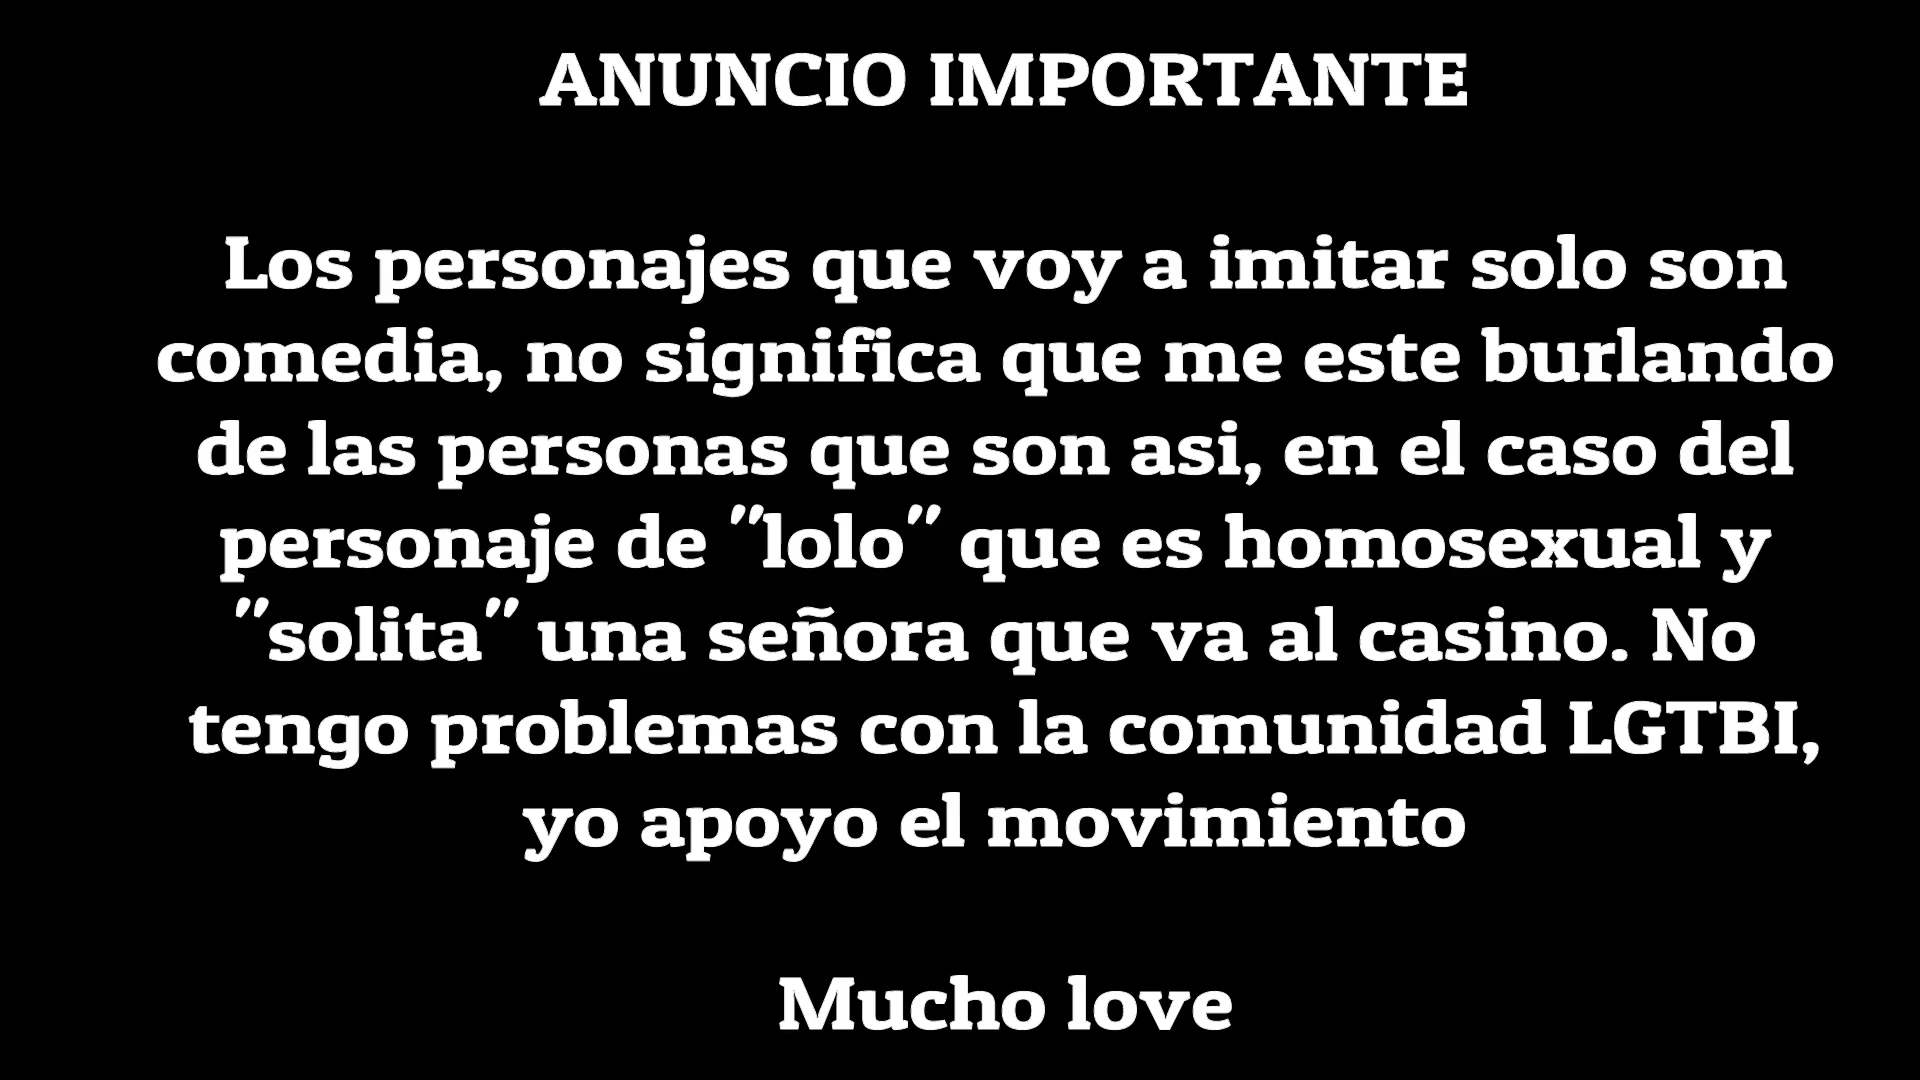 ANUNCIO IMPORTANTE
Los personajes que voy a imitar solo son
comedia, no significa que me este burlando
de las personas que son asi, en el caso del
personaje de "lolo" que es homosexual y
"solita" una señora que va al casino. No
tengo problemas con la comunidad LGTBI,
yo apoyo el movimiento
Mucho love